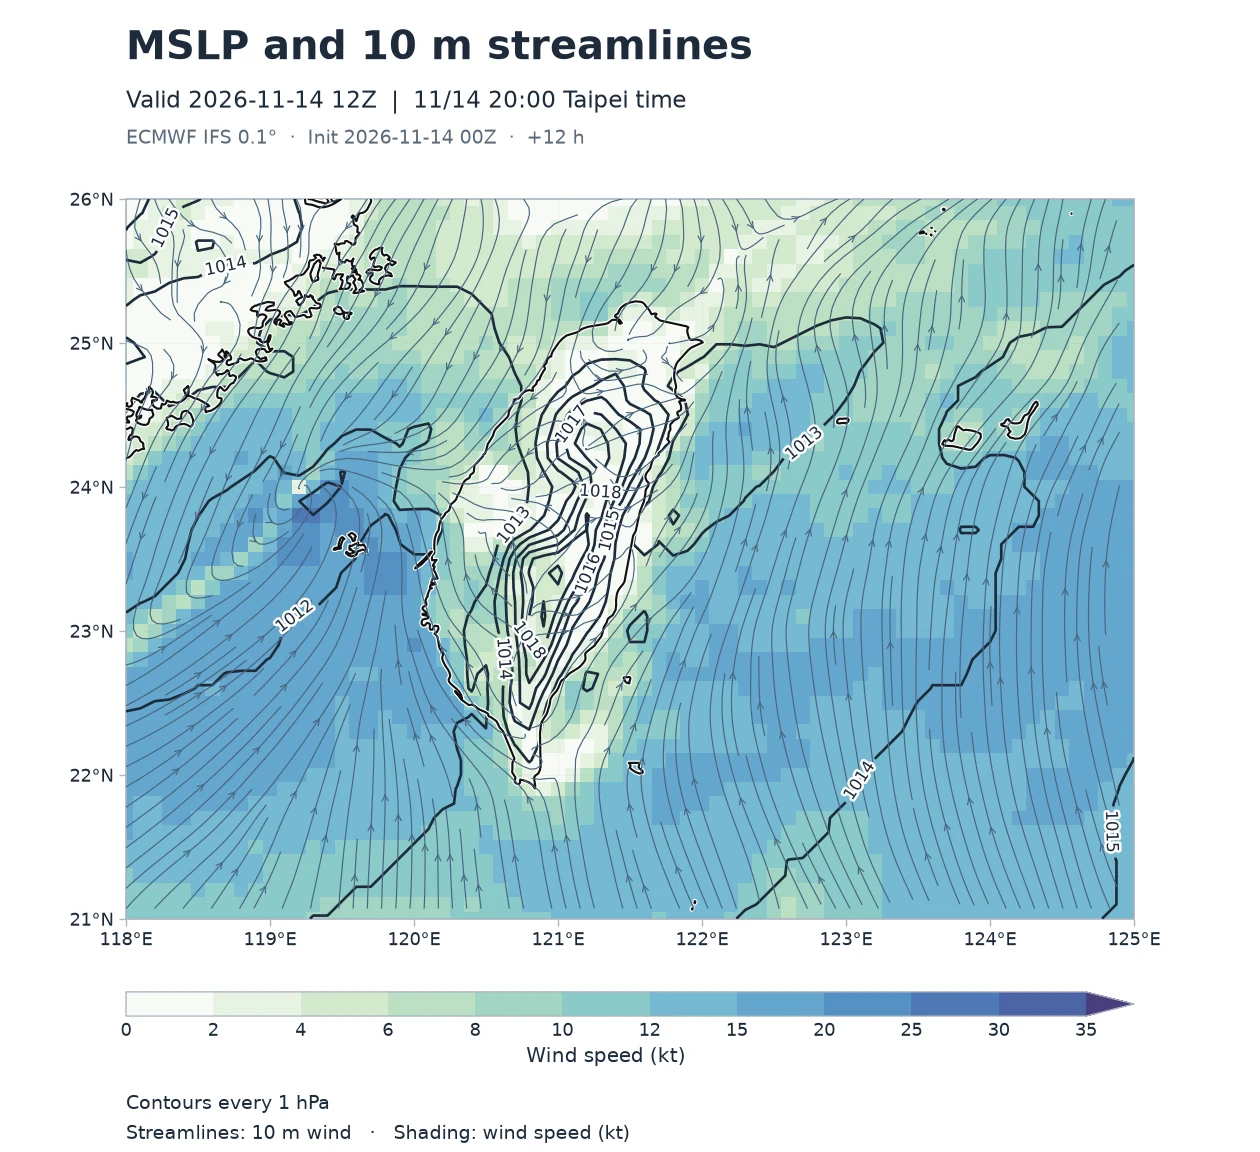 MSLP and 10 m streamlines
Valid 2026-11-14 12Z | 11/14 20:00 Taipei time
ECMWF IFS 0.1° · Init 2026-11-14 00Z · +12 h
26°N
25°N
24°N
23°N
22°N
21°N
1015
1014
1017
1013
1018
1013
1015
1016
1012
1018
1014
1014
1015
118°E 119°E 120°E 121°E 122°E 123°E 124°E 125°E
0 2 4 6 8 10 12 15 20 25 30 35
Wind speed (kt)
Contours every 1 hPa
Streamlines: 10 m wind · Shading: wind speed (kt)